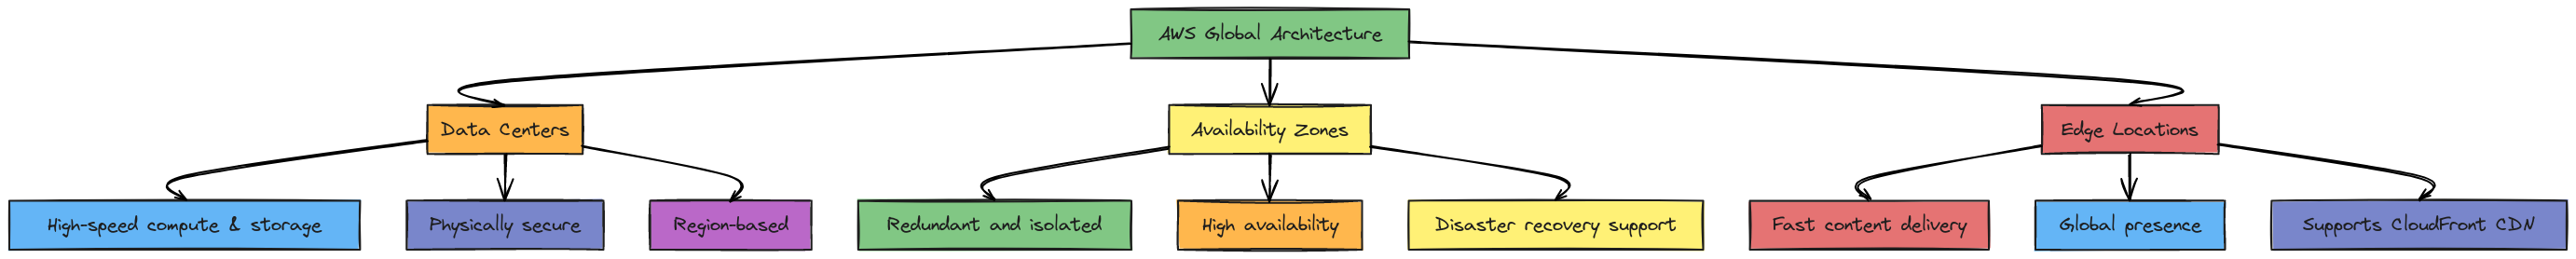 AWS Global Architecture
Data Centers
Availability Zones
Edge Locations
High-speed compute & storage
Physically secure
Region-based
Redundant and isolated
High availability
Disaster recovery support
Fast content delivery
Global presence
Supports CloudFront CDN